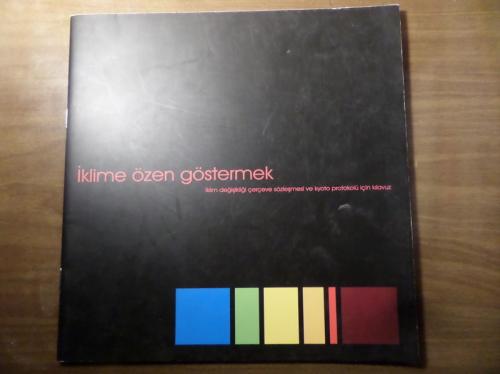 İklime özen göstermek
iklim değişikliği çerçeve sözleşmesi ve kyoto protokolü için kılavuz